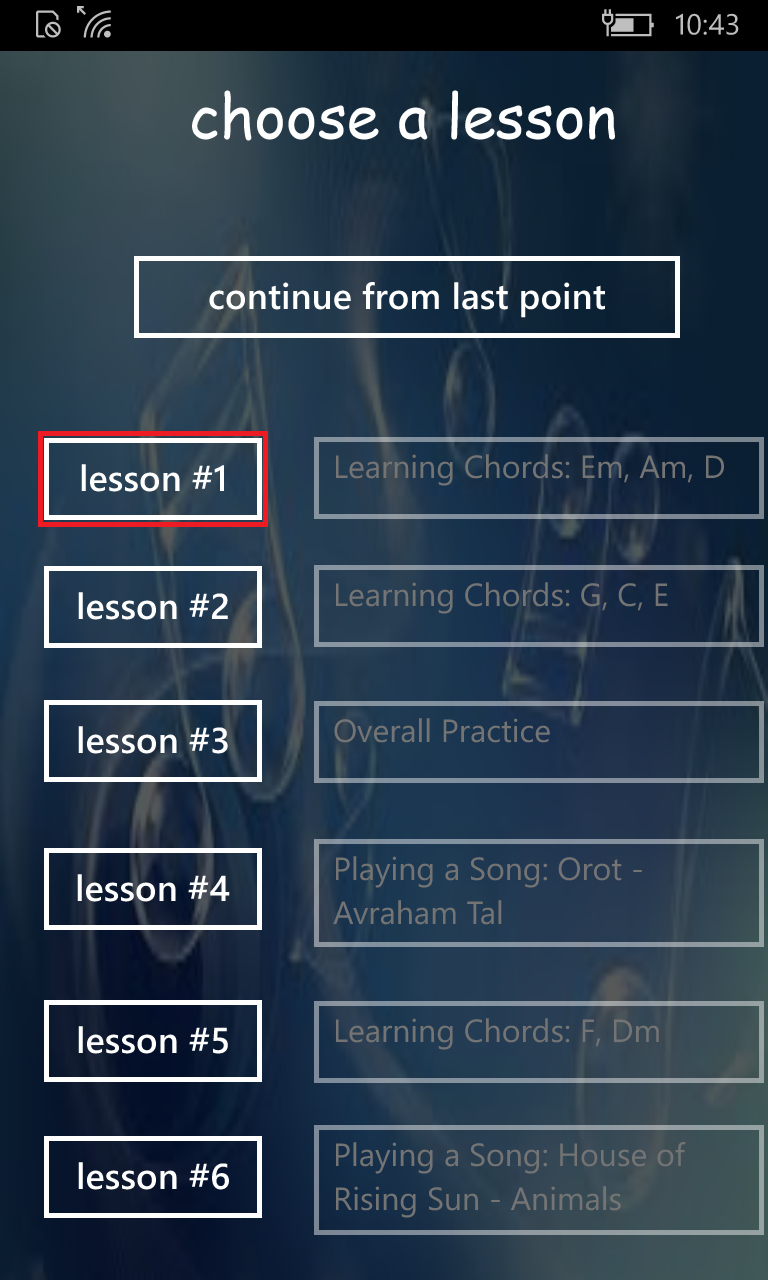 10:43
choose a lesson
continue from last point
lesson #1
Learning Chords: Em, Am, D
lesson #2
Learning Chords: G, C, E
lesson #3
Overall Practice
lesson #4
Playing a Song: Orot -
Avraham Tal
lesson #5
Learning Chords: F, Dm
lesson #6
Playing a Song: House of
Rising Sun - Animals